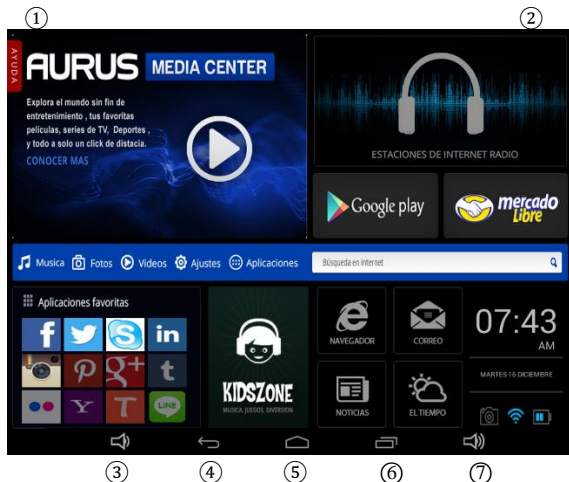 ① ②
AYUDA
AURUS MEDIA CENTER
Explora el mundo sin fin de
entretenimiento , tus favoritas
películas, series de TV, Deportes ,
y todo a solo un click de distacia.
CONOCER MAS
ESTACIONES DE INTERNET RADIO
Google play
mercado
Libre
Musica Fotos Videos Ajustes Aplicaciones
Búsqueda en internet
Aplicaciones favoritas
f
S
in
p
g+
t
Y
T
LINE
KIDSZONE
MUSICA, JUEGOS, DIVERSION
NAVEGADOR
CORREO
NOTICIAS
EL TIEMPO
07:43
AM
MARTES 16 DICIEMBRE
③ ④ ⑤ ⑥ ⑦